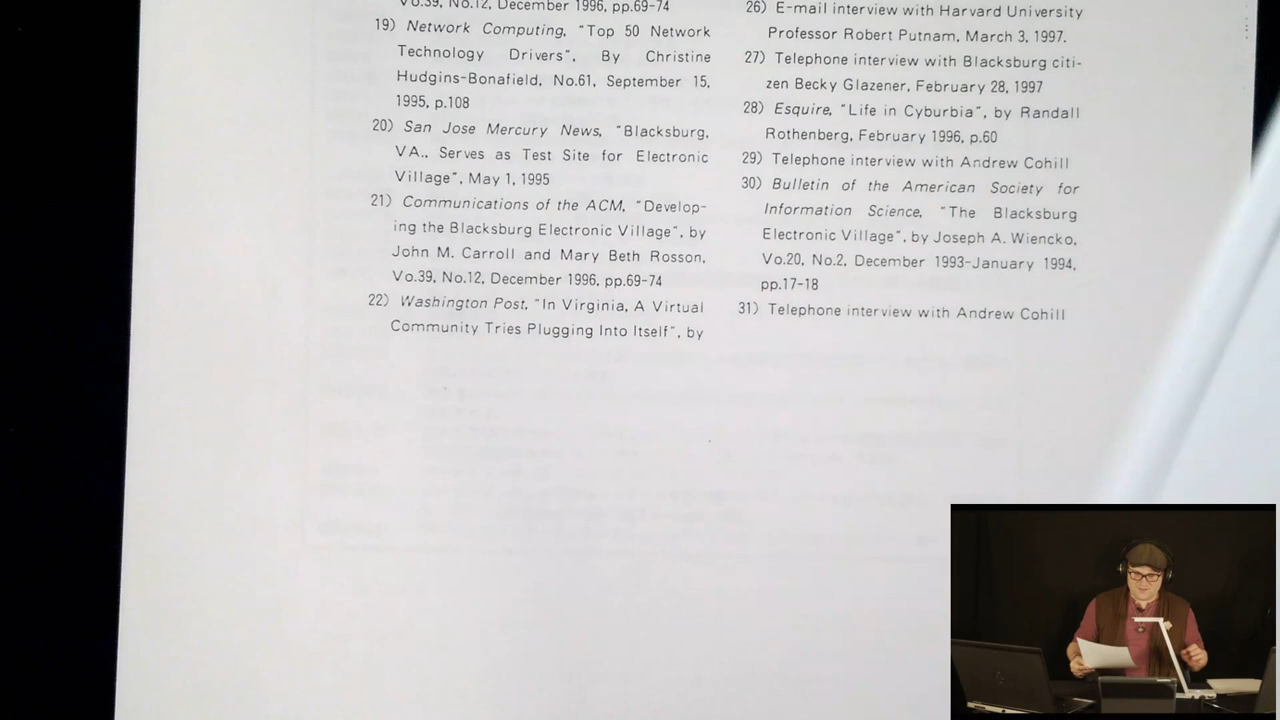 Vo.39, No.12, December 1996, pp.69-74
19) Network Computing, "Top 50 Network
Technology Drivers", By Christine
Hudgins-Bonafield, No.61, September 15,
1995, p.108
20) San Jose Mercury News, "Blacksburg,
VA., Serves as Test Site for Electronic
Village", May 1, 1995
21) Communications of the ACM, "Develop-
ing the Blacksburg Electronic Village", by
John M. Carroll and Mary Beth Rosson,
Vo.39, No.12, December 1996, pp.69-74
22) Washington Post, "In Virginia, A Virtual
Community Tries Plugging Into Itself", by
26) E-mail interview with Harvard University
Professor Robert Putnam, March 3, 1997.
27) Telephone interview with Blacksburg citi-
zen Becky Glazener, February 28, 1997
28) Esquire, "Life in Cyburbia", by Randall
Rothenberg, February 1996, p.60
29) Telephone interview with Andrew Cohill
30) Bulletin of the American Society for
Information Science, "The Blacksburg
Electronic Village", by Joseph A. Wiencko,
Vo.20, No.2, December 1993-January 1994,
pp.17-18
31) Telephone interview with Andrew Cohill